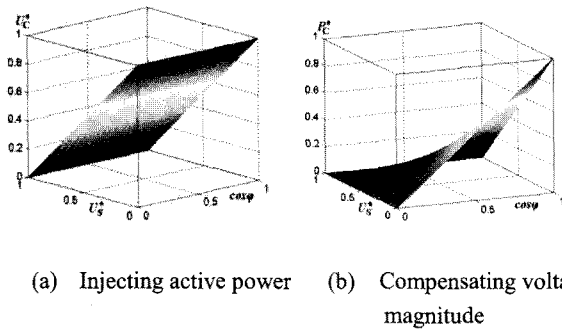 U*C P*C
1 1
0.8 0.8
0.6 0.6
0.4 0.4
0.2 0.2
0 0
1 0.5 0 0 0.5 1 1 0.5 0 0 0.5 1
U*S cosφ U*S cosφ
(a) Injecting active power (b) Compensating volta
magnitude